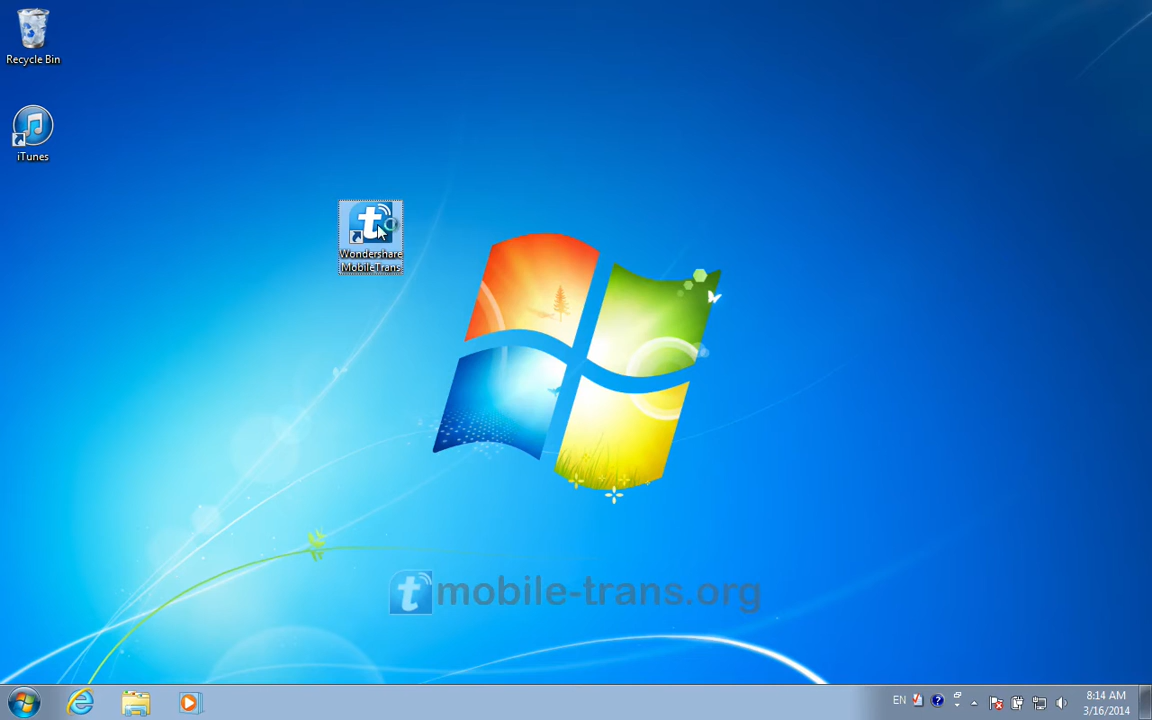 Recycle Bin
iTunes
Wondershare
MobileTrans
mobile-trans.org
EN
8:14 AM
3/16/2014